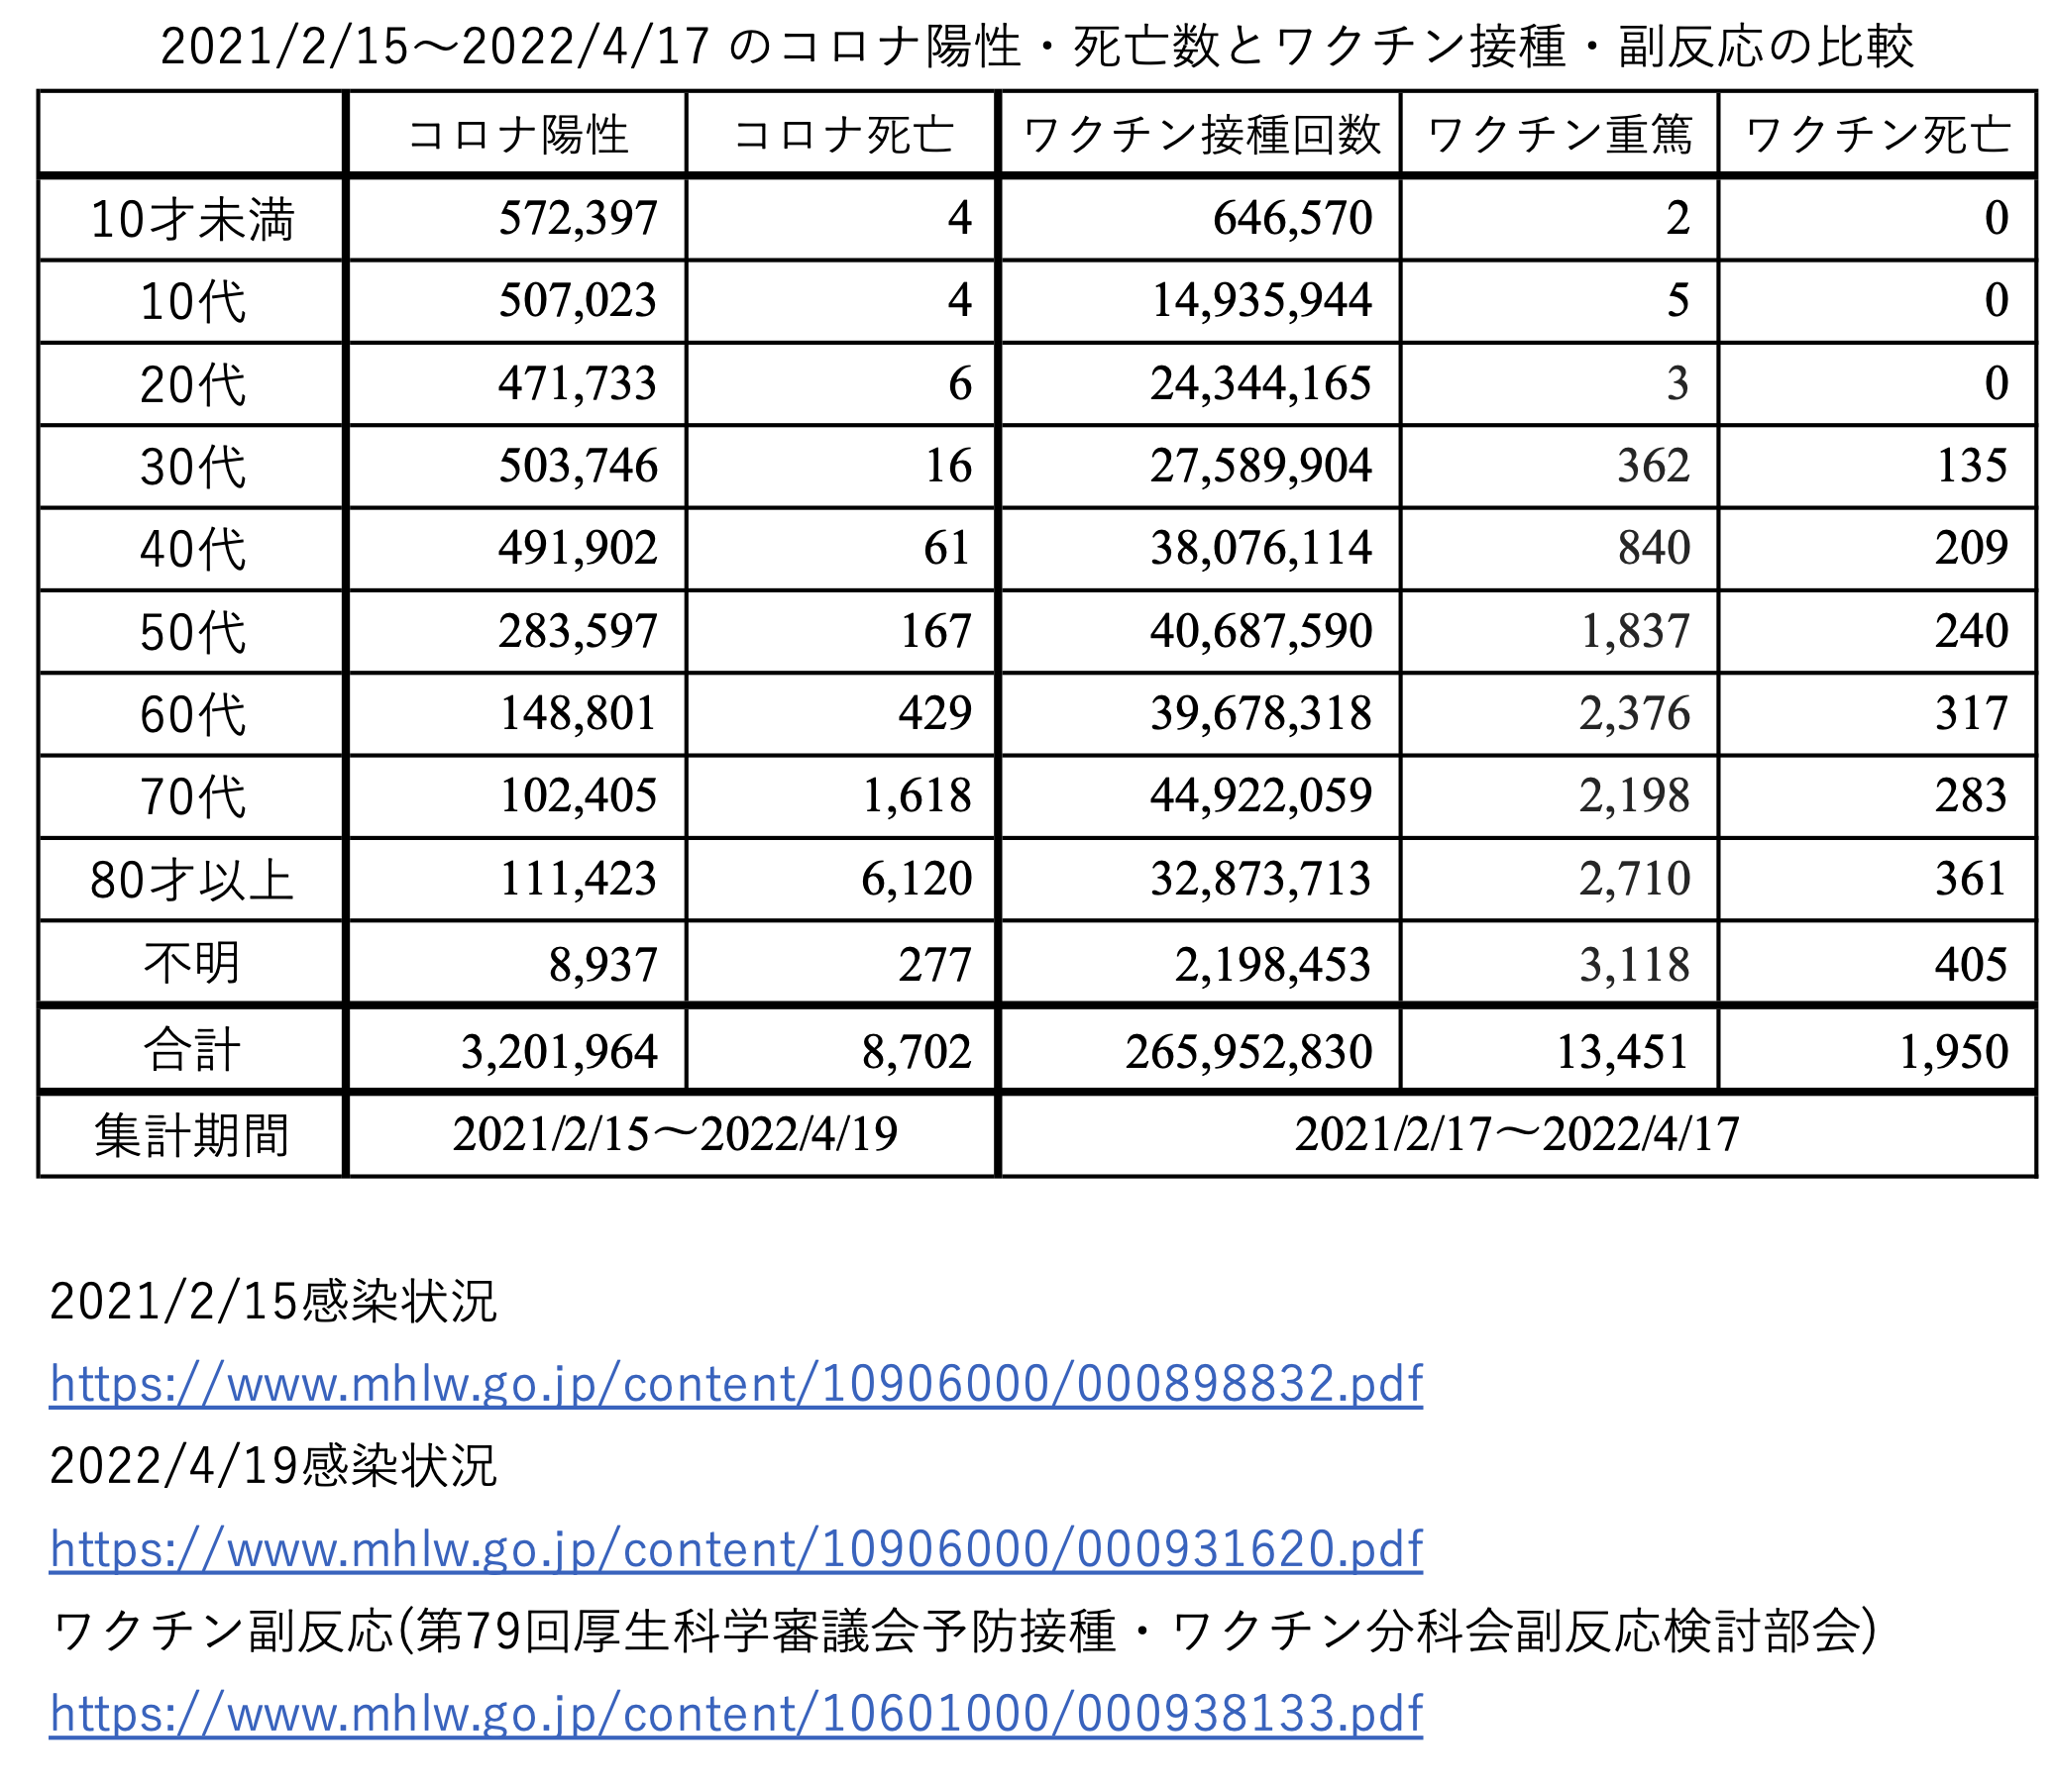 2021/2/15～2022/4/17 のコロナ陽性・死亡数とワクチン接種・副反応の比較
コロナ陽性 コロナ死亡 ワクチン接種回数 ワクチン重篤 ワクチン死亡
10才未満 572,397 4 646,570 2 0
10代 507,023 4 14,935,944 5 0
20代 471,733 6 24,344,165 3 0
30代 503,746 16 27,589,904 362 135
40代 491,902 61 38,076,114 840 209
50代 283,597 167 40,687,590 1,837 240
60代 148,801 429 39,678,318 2,376 317
70代 102,405 1,618 44,922,059 2,198 283
80才以上 111,423 6,120 32,873,713 2,710 361
不明 8,937 277 2,198,453 3,118 405
合計 3,201,964 8,702 265,952,830 13,451 1,950
集計期間 2021/2/15～2022/4/19 2021/2/17～2022/4/17
2021/2/15感染状況
https://www.mhlw.go.jp/content/10906000/000898832.pdf
2022/4/19感染状況
https://www.mhlw.go.jp/content/10906000/000931620.pdf
ワクチン副反応(第79回厚生科学審議会予防接種・ワクチン分科会副反応検討部会)
https://www.mhlw.go.jp/content/10601000/000938133.pdf